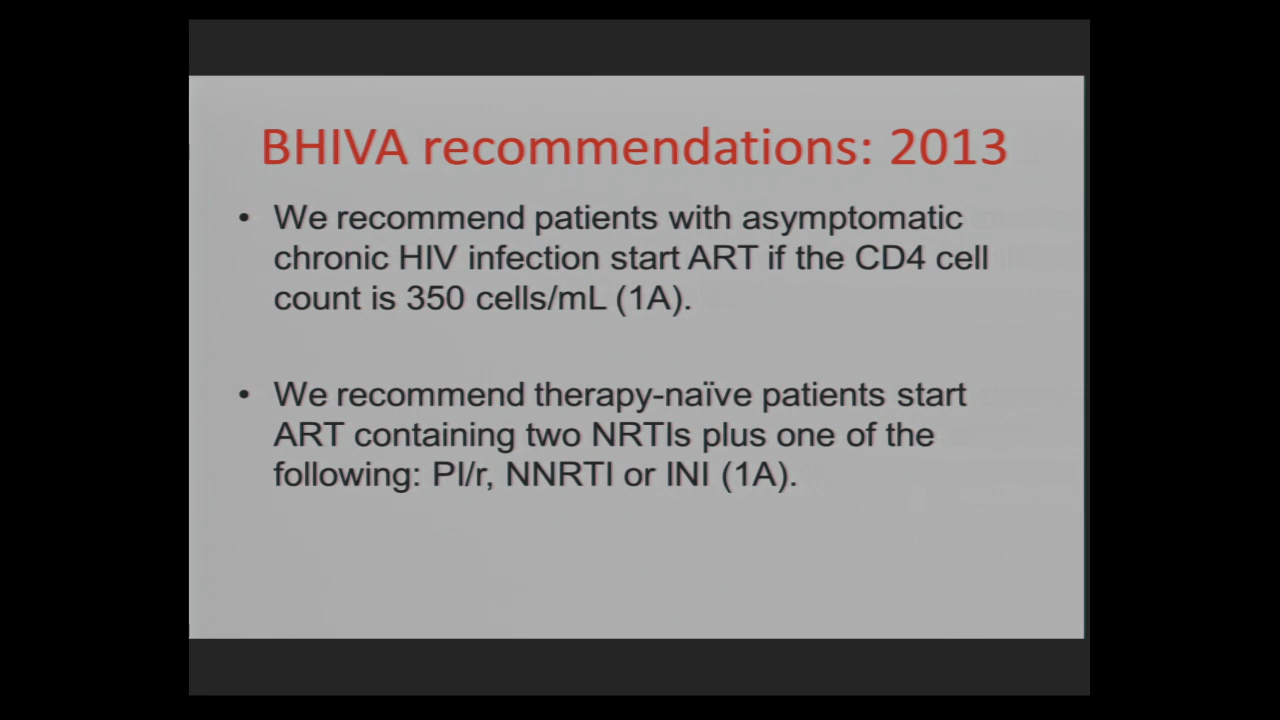 BHIVA recommendations: 2013
• We recommend patients with asymptomatic
chronic HIV infection start ART if the CD4 cell
count is 350 cells/mL (1A).
• We recommend therapy-naïve patients start
ART containing two NRTIs plus one of the
following: PI/r, NNRTI or INI (1A).